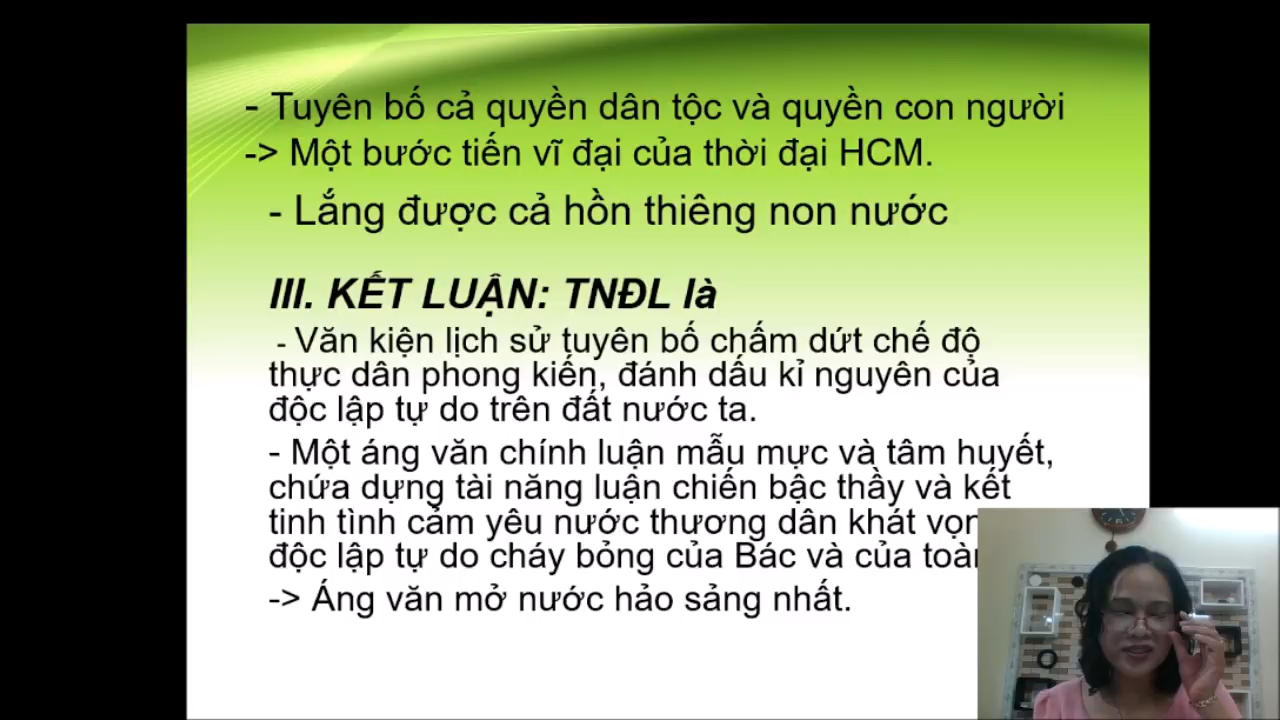 - Tuyên bố cả quyền dân tộc và quyền con người
-> Một bước tiến vĩ đại của thời đại HCM.
- Lắng được cả hồn thiêng non nước
III. KẾT LUẬN: TNĐL là
- Văn kiện lịch sử tuyên bố chấm dứt chế độ
thực dân phong kiến, đánh dấu kỉ nguyên của
độc lập tự do trên đất nước ta.
- Một áng văn chính luận mẫu mực và tâm huyết,
chứa dựng tài năng luận chiến bậc thầy và kết
tinh tình cảm yêu nước thương dân khát
độc lập tự do cháy bỏng của Bác và của
-> Áng văn mở nước hảo sảng nhất.